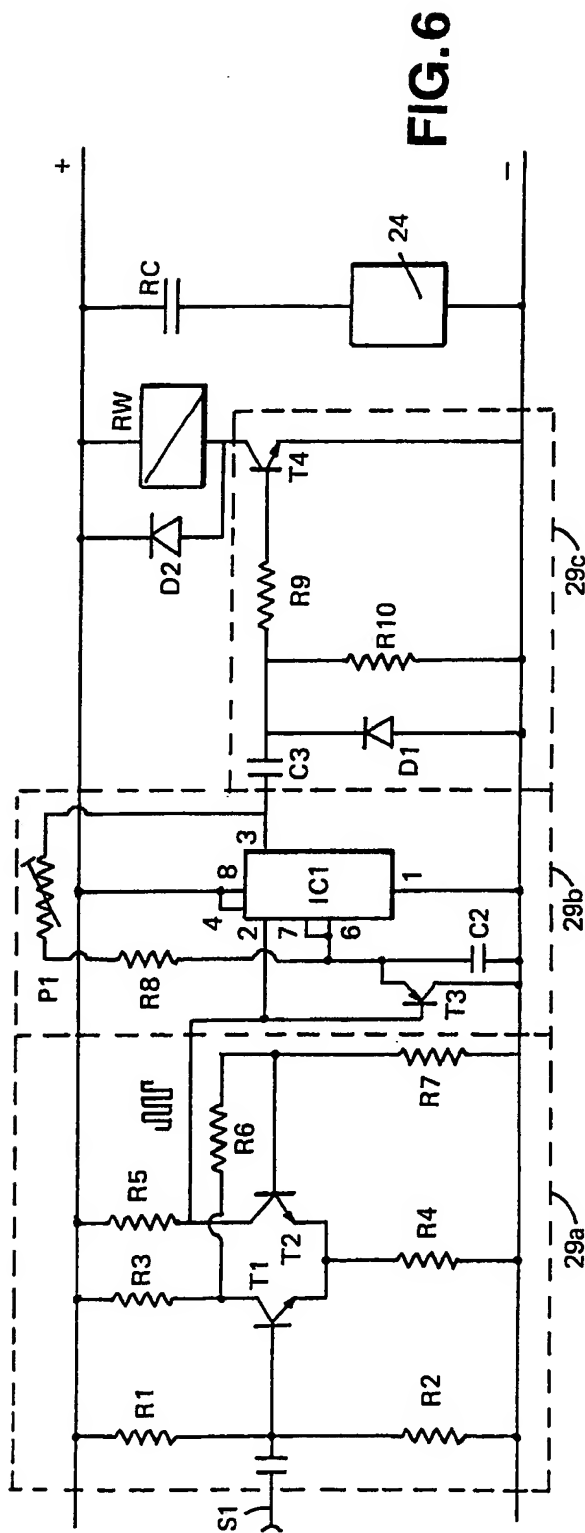 S1
R1
R2
R3
T1
R5
T2
R4
R6
R7
29a
P1
R8
T3
C2
4
8
2
7
6
IC1
3
1
29b
C3
D1
R10
R9
T4
29c
D2
RW
RC
24
+
−
FIG. 6